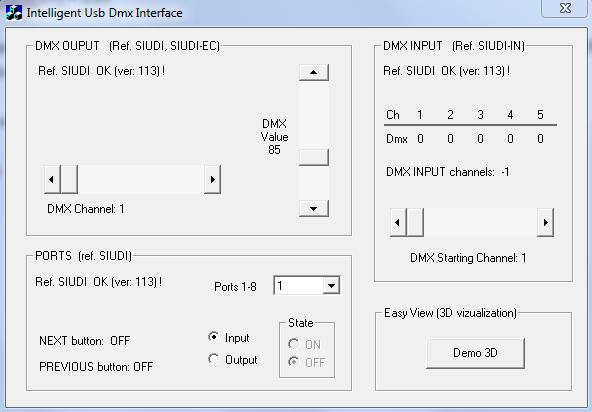 Intelligent Usb Dmx Interface
DMX OUPUT (Ref. SIUDI, SIUDI-EC)
Ref. SIUDI OK (ver: 113) !
DMX
Value
85
DMX Channel: 1
DMX INPUT (Ref. SIUDI-IN)
Ref. SIUDI OK (ver: 113) !
Ch 1 2 3 4 5
Dmx 0 0 0 0 0
DMX INPUT channels: -1
DMX Starting Channel: 1
PORTS (ref. SIUDI)
Ref. SIUDI OK (ver: 113) !
Ports 1-8 1
NEXT button: OFF
PREVIOUS button: OFF
Input
Output
State
ON
OFF
Easy View (3D vizualization)
Demo 3D